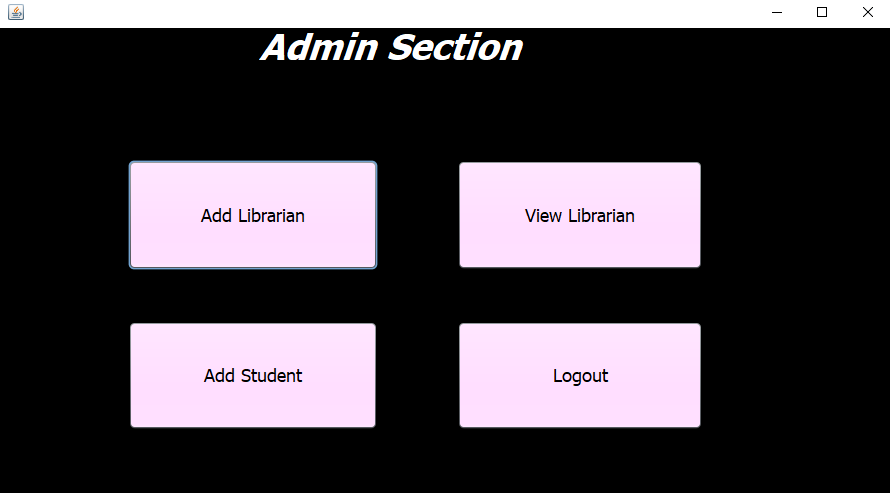 Admin Section
Add Librarian
View Librarian
Add Student
Logout